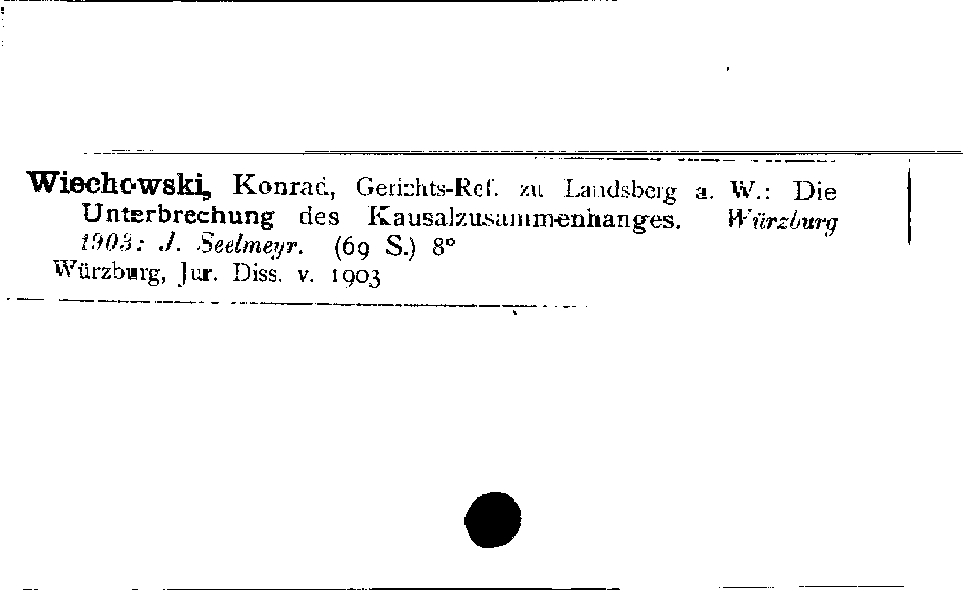 Wiechowski, Konrad, Gerichts-Ref. zu Landsberg a. W.: Die
Unterbrechung des Kausalzusammenhanges. Würzburg
1903: J. Seelmeyr. (69 S.) 8°
Würzburg, Jur. Diss. v. 1903